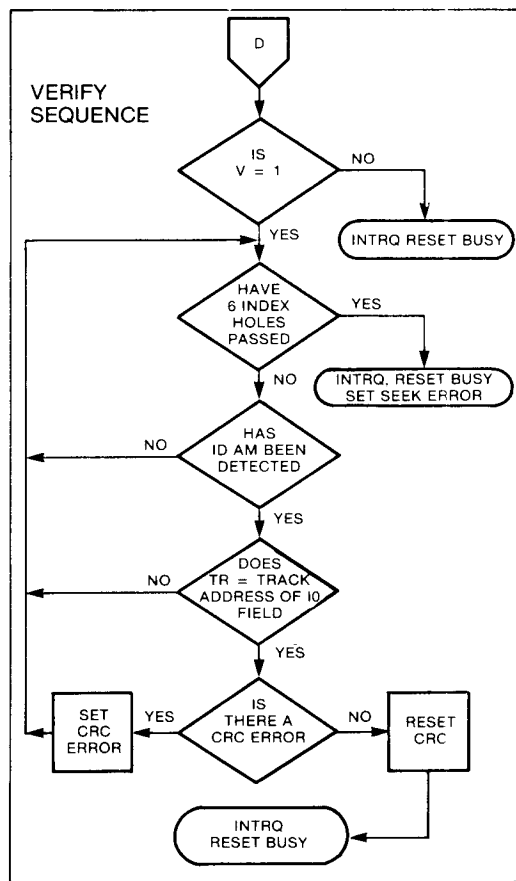 D
VERIFY
SEQUENCE
IS
V = 1
NO
YES
INTRQ RESET BUSY
HAVE
6 INDEX
HOLES
PASSED
YES
INTRQ, RESET BUSY
SET SEEK ERROR
NO
HAS
ID AM BEEN
DETECTED
NO
YES
DOES
TR = TRACK
ADDRESS OF I0
FIELD
NO
YES
IS
THERE A
CRC ERROR
YES
SET
CRC
ERROR
NO
RESET
CRC
INTRQ
RESET BUSY